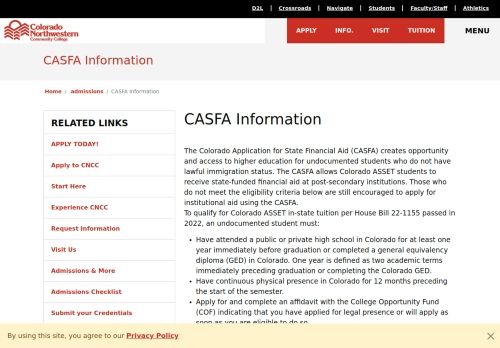 D2L | Crossroads | Navigate | Students | Faculty/Staff | Athletics
Colorado
Northwestern
Community College
APPLY INFO. VISIT TUITION MENU
CASFA Information
Home / admissions / CASFA Information
RELATED LINKS
APPLY TODAY!
Apply to CNCC
Start Here
Experience CNCC
Request Information
Visit Us
Admissions & More
Admissions Checklist
Submit your Credentials
CASFA Information
The Colorado Application for State Financial Aid (CASFA) creates opportunity
and access to higher education for undocumented students who do not have
lawful immigration status. The CASFA allows Colorado ASSET students to
receive state-funded financial aid at post-secondary institutions. Those who
do not meet the eligibility criteria below are still encouraged to apply for
institutional aid using the CASFA.
To qualify for Colorado ASSET in-state tuition per House Bill 22-1155 passed in
2022, an undocumented student must:
• Have attended a public or private high school in Colorado for at least one
year immediately before graduation or completed a general equivalency
diploma (GED) in Colorado. One year is defined as two academic terms
immediately preceding graduation or completing the Colorado GED.
• Have continuous physical presence in Colorado for 12 months preceding
the start of the semester.
• Apply for and complete an affidavit with the College Opportunity Fund
(COF) indicating that you have applied for legal presence or will apply as
soon as you are eligible to do so.
By using this site, you agree to our Privacy Policy ×